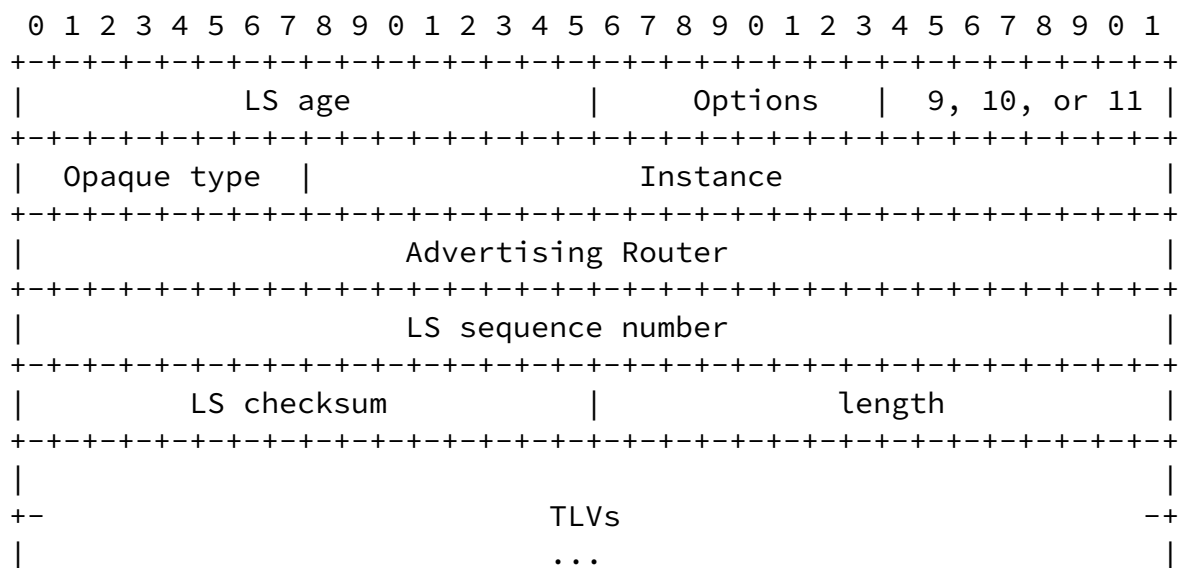 0 1 2 3 4 5 6 7 8 9 0 1 2 3 4 5 6 7 8 9 0 1 2 3 4 5 6 7 8 9 0 1
+-+-+-+-+-+-+-+-+-+-+-+-+-+-+-+-+-+-+-+-+-+-+-+-+-+-+-+-+-+-+-+-+
|            LS age             |     Options   |  9, 10, or 11 |
+-+-+-+-+-+-+-+-+-+-+-+-+-+-+-+-+-+-+-+-+-+-+-+-+-+-+-+-+-+-+-+-+
|  Opaque type  |                  Instance                     |
+-+-+-+-+-+-+-+-+-+-+-+-+-+-+-+-+-+-+-+-+-+-+-+-+-+-+-+-+-+-+-+-+
|                     Advertising Router                        |
+-+-+-+-+-+-+-+-+-+-+-+-+-+-+-+-+-+-+-+-+-+-+-+-+-+-+-+-+-+-+-+-+
|                     LS sequence number                        |
+-+-+-+-+-+-+-+-+-+-+-+-+-+-+-+-+-+-+-+-+-+-+-+-+-+-+-+-+-+-+-+-+
|         LS checksum           |             length            |
+-+-+-+-+-+-+-+-+-+-+-+-+-+-+-+-+-+-+-+-+-+-+-+-+-+-+-+-+-+-+-+-+
|                                                               |
+-                            TLVs                             -+
|                             ...                               |